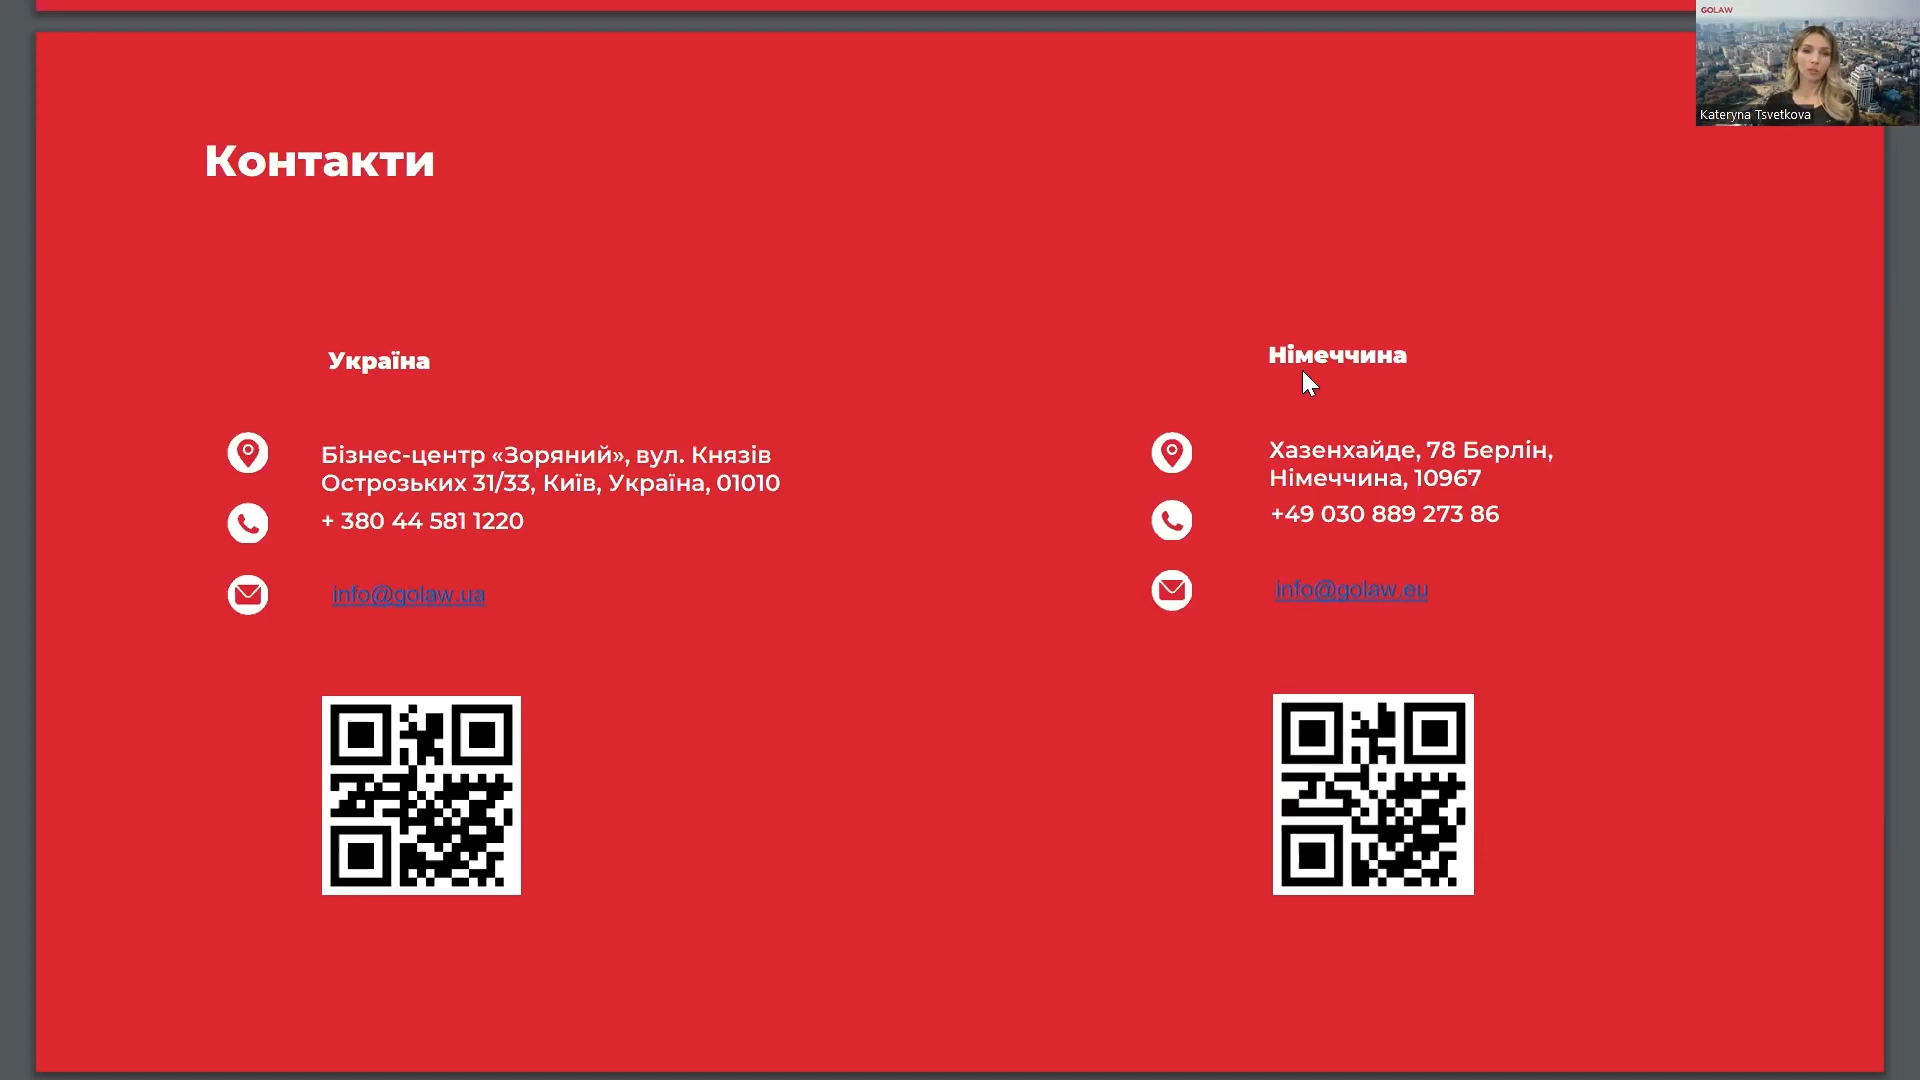 GOLAW
Kateryna Tsvetkova
Контакти
Україна
Бізнес-центр «Зоряний», вул. Князів
Острозьких 31/33, Київ, Україна, 01010
+ 380 44 581 1220
info@golaw.ua
Німеччина
Хазенхайде, 78 Берлін,
Німеччина, 10967
+49 030 889 273 86
info@golaw.eu